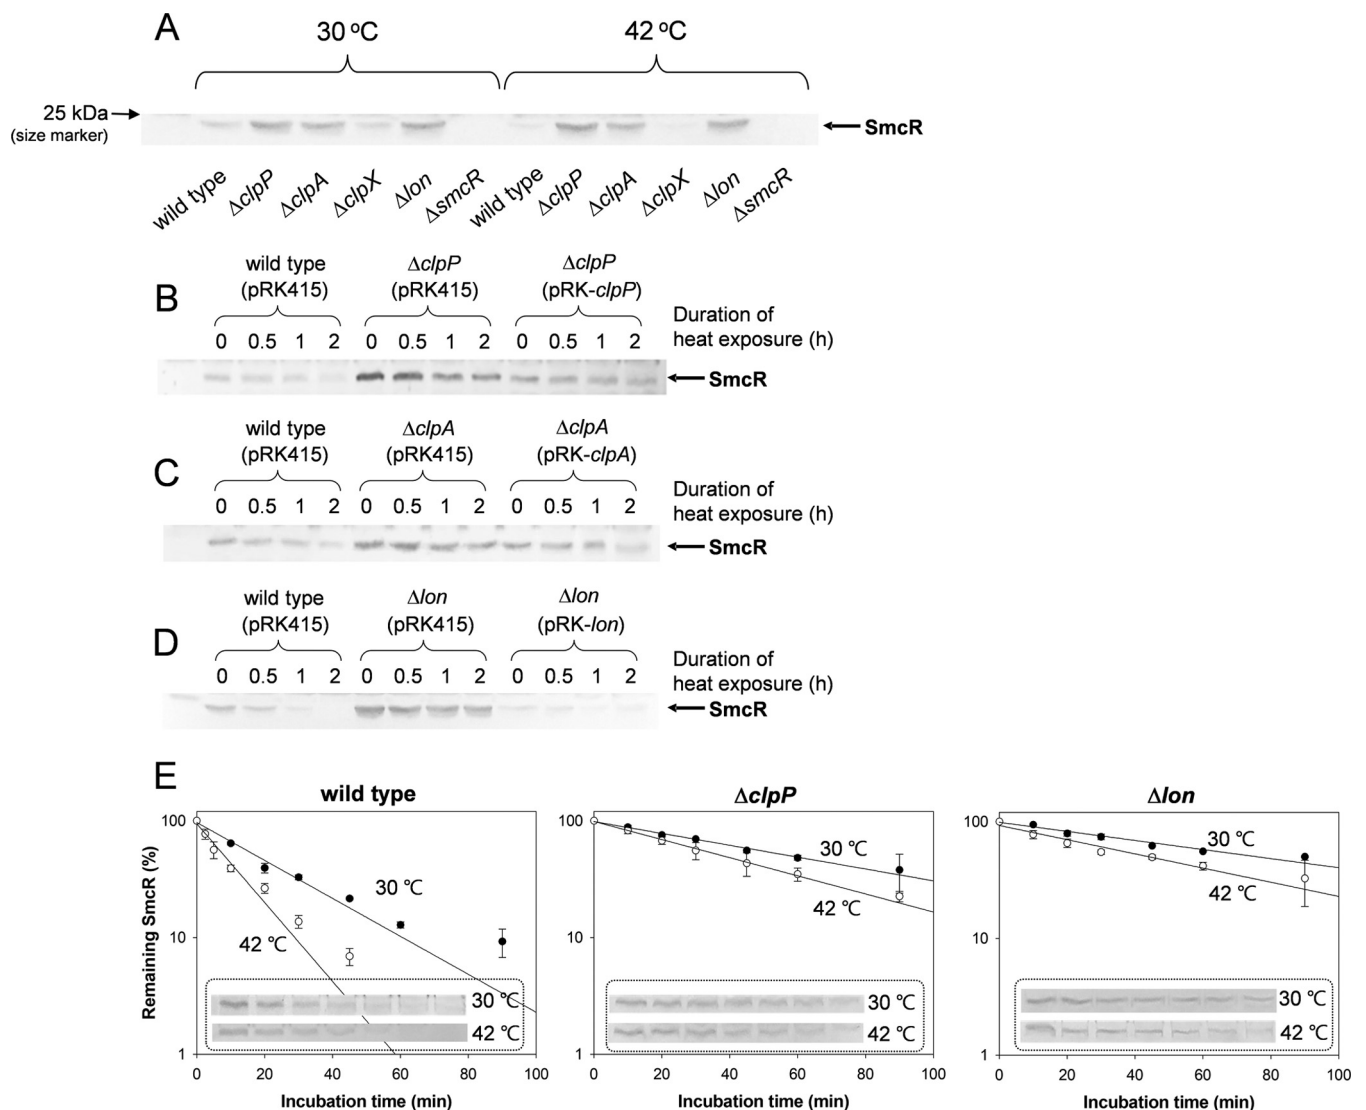 A
30 ºC
42 ºC
25 kDa
(size marker)
SmcR
wild type ΔclpP ΔclpA ΔclpX Δlon ΔsmcR wild type ΔclpP ΔclpA ΔclpX Δlon ΔsmcR
B
wild type
(pRK415)
ΔclpP
(pRK415)
ΔclpP
(pRK-clpP)
0 0.5 1 2 0 0.5 1 2 0 0.5 1 2
Duration of
heat exposure (h)
SmcR
C
wild type
(pRK415)
ΔclpA
(pRK415)
ΔclpA
(pRK-clpA)
0 0.5 1 2 0 0.5 1 2 0 0.5 1 2
Duration of
heat exposure (h)
SmcR
D
wild type
(pRK415)
Δlon
(pRK415)
Δlon
(pRK-lon)
0 0.5 1 2 0 0.5 1 2 0 0.5 1 2
Duration of
heat exposure (h)
SmcR
E
wild type
Remaining SmcR (%)
100
10
1
30 ℃
42 ℃
30 ℃
42 ℃
0 20 40 60 80 100
Incubation time (min)
ΔclpP
100
10
1
30 ℃
42 ℃
30 ℃
42 ℃
0 20 40 60 80 100
Incubation time (min)
Δlon
100
10
1
30 ℃
42 ℃
30 ℃
42 ℃
0 20 40 60 80 100
Incubation time (min)